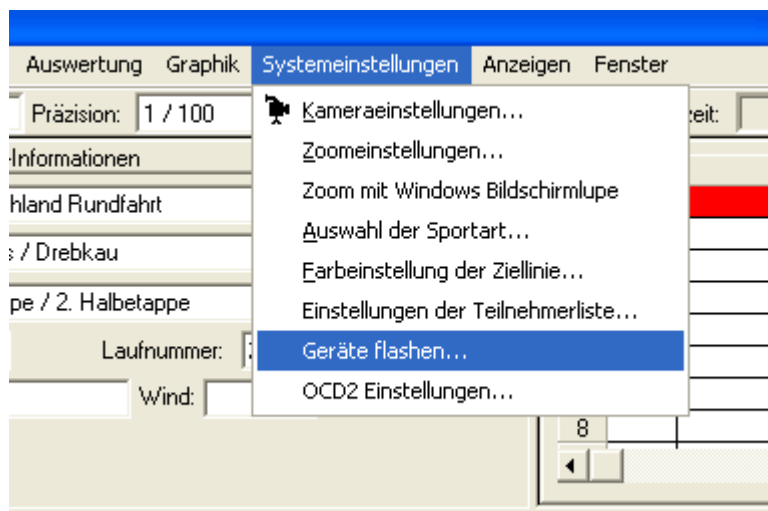 Auswertung Graphik Systemeinstellungen Anzeigen Fenster
Präzision: 1 / 100
Kameraeinstellungen...
zeit:
-Informationen
Zoomeinstellungen...
hland Rundfahrt
Zoom mit Windows Bildschirmlupe
Auswahl der Sportart...
s / Drebkau
Farbeinstellung der Ziellinie...
pe / 2. Halbetappe
Einstellungen der Teilnehmerliste...
Laufnummer:
Geräte flashen...
Wind:
OCD2 Einstellungen...
8